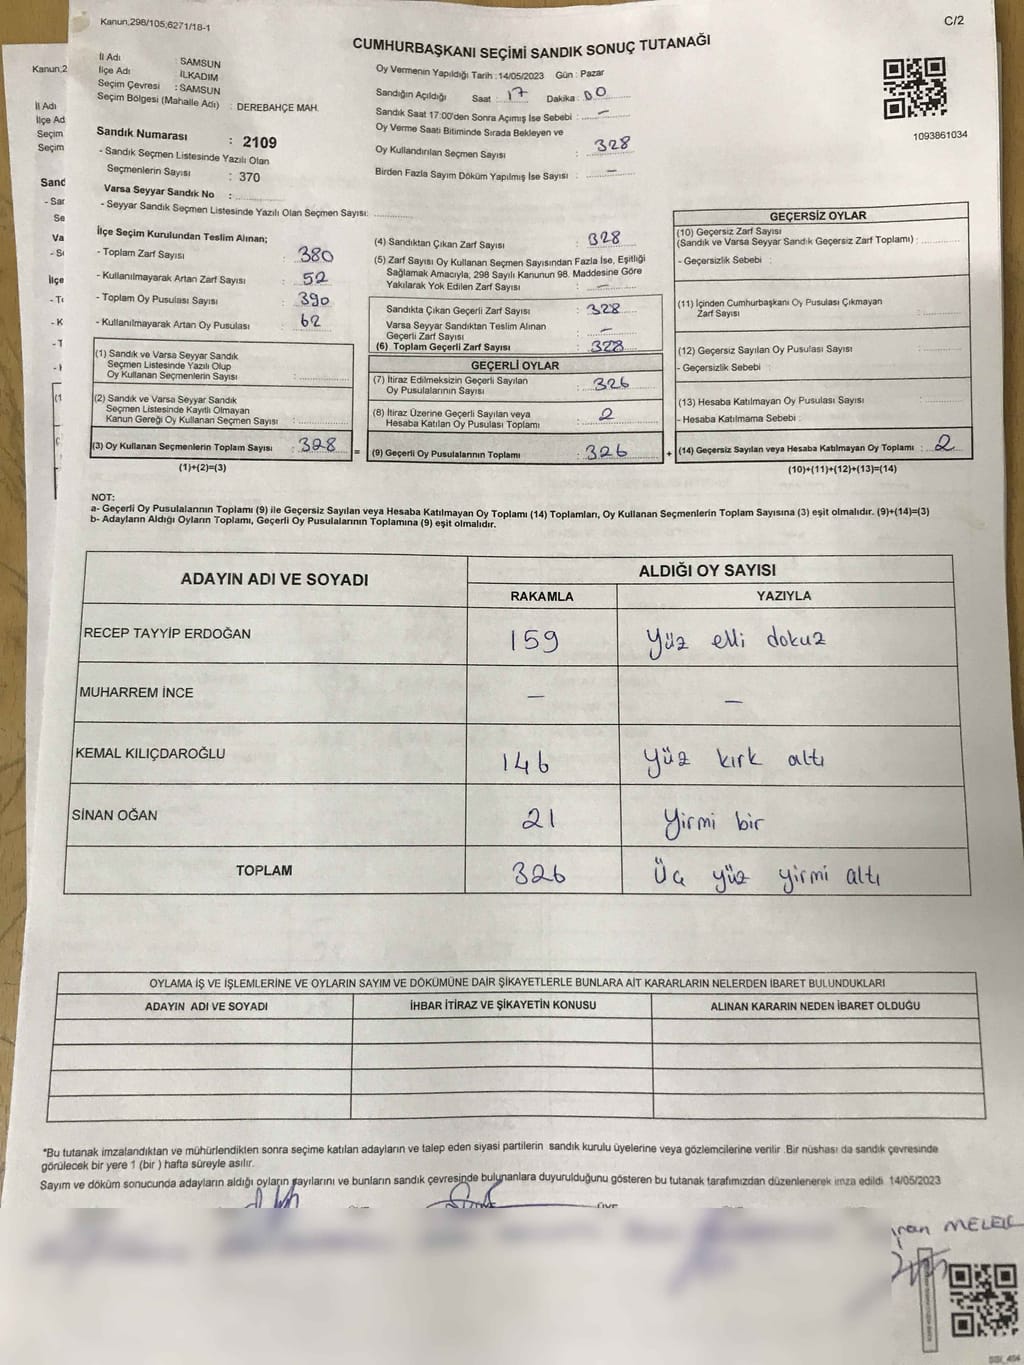 Kanun,298/105;6271/18-1
C/2
CUMHURBAŞKANI SEÇİMİ SANDIK SONUÇ TUTANAĞI
İl Adı : SAMSUN
İlçe Adı : İLKADIM
Seçim Çevresi : SAMSUN
Seçim Bölgesi (Mahalle Adı) : DEREBAHÇE MAH.
Sandık Numarası : 2109
- Sandık Seçmen Listesinde Yazılı Olan
Seçmenlerin Sayısı : 370
Varsa Seyyar Sandık No :
- Seyyar Sandık Seçmen Listesinde Yazılı Olan Seçmen Sayısı:
Oy Vermenin Yapıldığı Tarih :14/05/2023 Gün : Pazar
Sandığın Açıldığı Saat : 17 Dakika : 00
Sandık Saat 17:00'den Sonra Açımış İse Sebebi : —
Oy Verme Saati Bitiminde Sırada Bekleyen ve
Oy Kullandırılan Seçmen Sayısı : 328
Birden Fazla Sayım Döküm Yapılmış İse Sayısı : —
1093861034
İlçe Seçim Kurulundan Teslim Alınan;
- Toplam Zarf Sayısı : 380
- Kullanılmayarak Artan Zarf Sayısı : 52
- Toplam Oy Pusulası Sayısı : 390
- Kullanılmayarak Artan Oy Pusulası : 62
(1) Sandık ve Varsa Seyyar Sandık
Seçmen Listesinde Yazılı Olup
Oy Kullanan Seçmenlerin Sayısı :
(2) Sandık ve Varsa Seyyar Sandık
Seçmen Listesinde Kayıtlı Olmayan
Kanun Gereği Oy Kullanan Seçmen Sayısı :
(3) Oy Kullanan Seçmenlerin Toplam Sayısı : 328
(1)+(2)=(3)
(4) Sandıktan Çıkan Zarf Sayısı : 328
(5) Zarf Sayısı Oy Kullanan Seçmen Sayısından Fazla İse, Eşitliği
Sağlamak Amacıyla, 298 Sayılı Kanunun 98. Maddesine Göre
Yakılarak Yok Edilen Zarf Sayısı : —
Sandıkta Çıkan Geçerli Zarf Sayısı : 328
Varsa Seyyar Sandıktan Teslim Alınan
Geçerli Zarf Sayısı : —
(6) Toplam Geçerli Zarf Sayısı : 328
GEÇERLİ OYLAR
(7) İtiraz Edilmeksizin Geçerli Sayılan
Oy Pusulalarının Sayısı : 326
(8) İtiraz Üzerine Geçerli Sayılan veya
Hesaba Katılan Oy Pusulası Toplamı : 2
= (9) Geçerli Oy Pusulalarının Toplamı : 326 +
GEÇERSİZ OYLAR
(10) Geçersiz Zarf Sayısı
(Sandık ve Varsa Seyyar Sandık Geçersiz Zarf Toplamı) :
- Geçersizlik Sebebi :
(11) İçinden Cumhurbaşkanı Oy Pusulası Çıkmayan
Zarf Sayısı :
(12) Geçersiz Sayılan Oy Pusulası Sayısı :
- Geçersizlik Sebebi :
(13) Hesaba Katılmayan Oy Pusulası Sayısı :
- Hesaba Katılmama Sebebi :
(14) Geçersiz Sayılan veya Hesaba Katılmayan Oy Toplamı : 2
(10)+(11)+(12)+(13)=(14)
NOT:
a- Geçerli Oy Pusulalarının Toplamı (9) ile Geçersiz Sayılan veya Hesaba Katılmayan Oy Toplamı (14) Toplamları, Oy Kullanan Seçmenlerin Toplam Sayısına (3) eşit olmalıdır. (9)+(14)=(3)
b- Adayların Aldığı Oyların Toplamı, Geçerli Oy Pusulalarının Toplamına (9) eşit olmalıdır.
ADAYIN ADI VE SOYADI ALDIĞI OY SAYISI
RAKAMLA YAZIYLA
RECEP TAYYİP ERDOĞAN 159 Yüz elli dokuz
MUHARREM İNCE — —
KEMAL KILIÇDAROĞLU 146 Yüz kırk altı
SİNAN OĞAN 21 Yirmi bir
TOPLAM 326 Üç yüz yirmi altı
OYLAMA İŞ VE İŞLEMLERİNE VE OYLARIN SAYIM VE DÖKÜMÜNE DAİR ŞİKAYETLERLE BUNLARA AİT KARARLARIN NELERDEN İBARET BULUNDUKLARI
ADAYIN ADI VE SOYADI İHBAR İTİRAZ VE ŞİKAYETİN KONUSU ALINAN KARARIN NEDEN İBARET OLDUĞU
*Bu tutanak imzalandıktan ve mühürlendikten sonra seçime katılan adayların ve talep eden siyasi partilerin sandık kurulu üyelerine veya gözlemcilerine verilir. Bir nüshası da sandık çevresinde
görülecek bir yere 1 (bir) hafta süreyle asılır.
Sayım ve döküm sonucunda adayların aldığı oyların sayılarını ve bunların sandık çevresinde bulunanlara duyurulduğunu gösteren bu tutanak tarafımızdan düzenlenerek imza edildi. 14/05/2023
MELEK